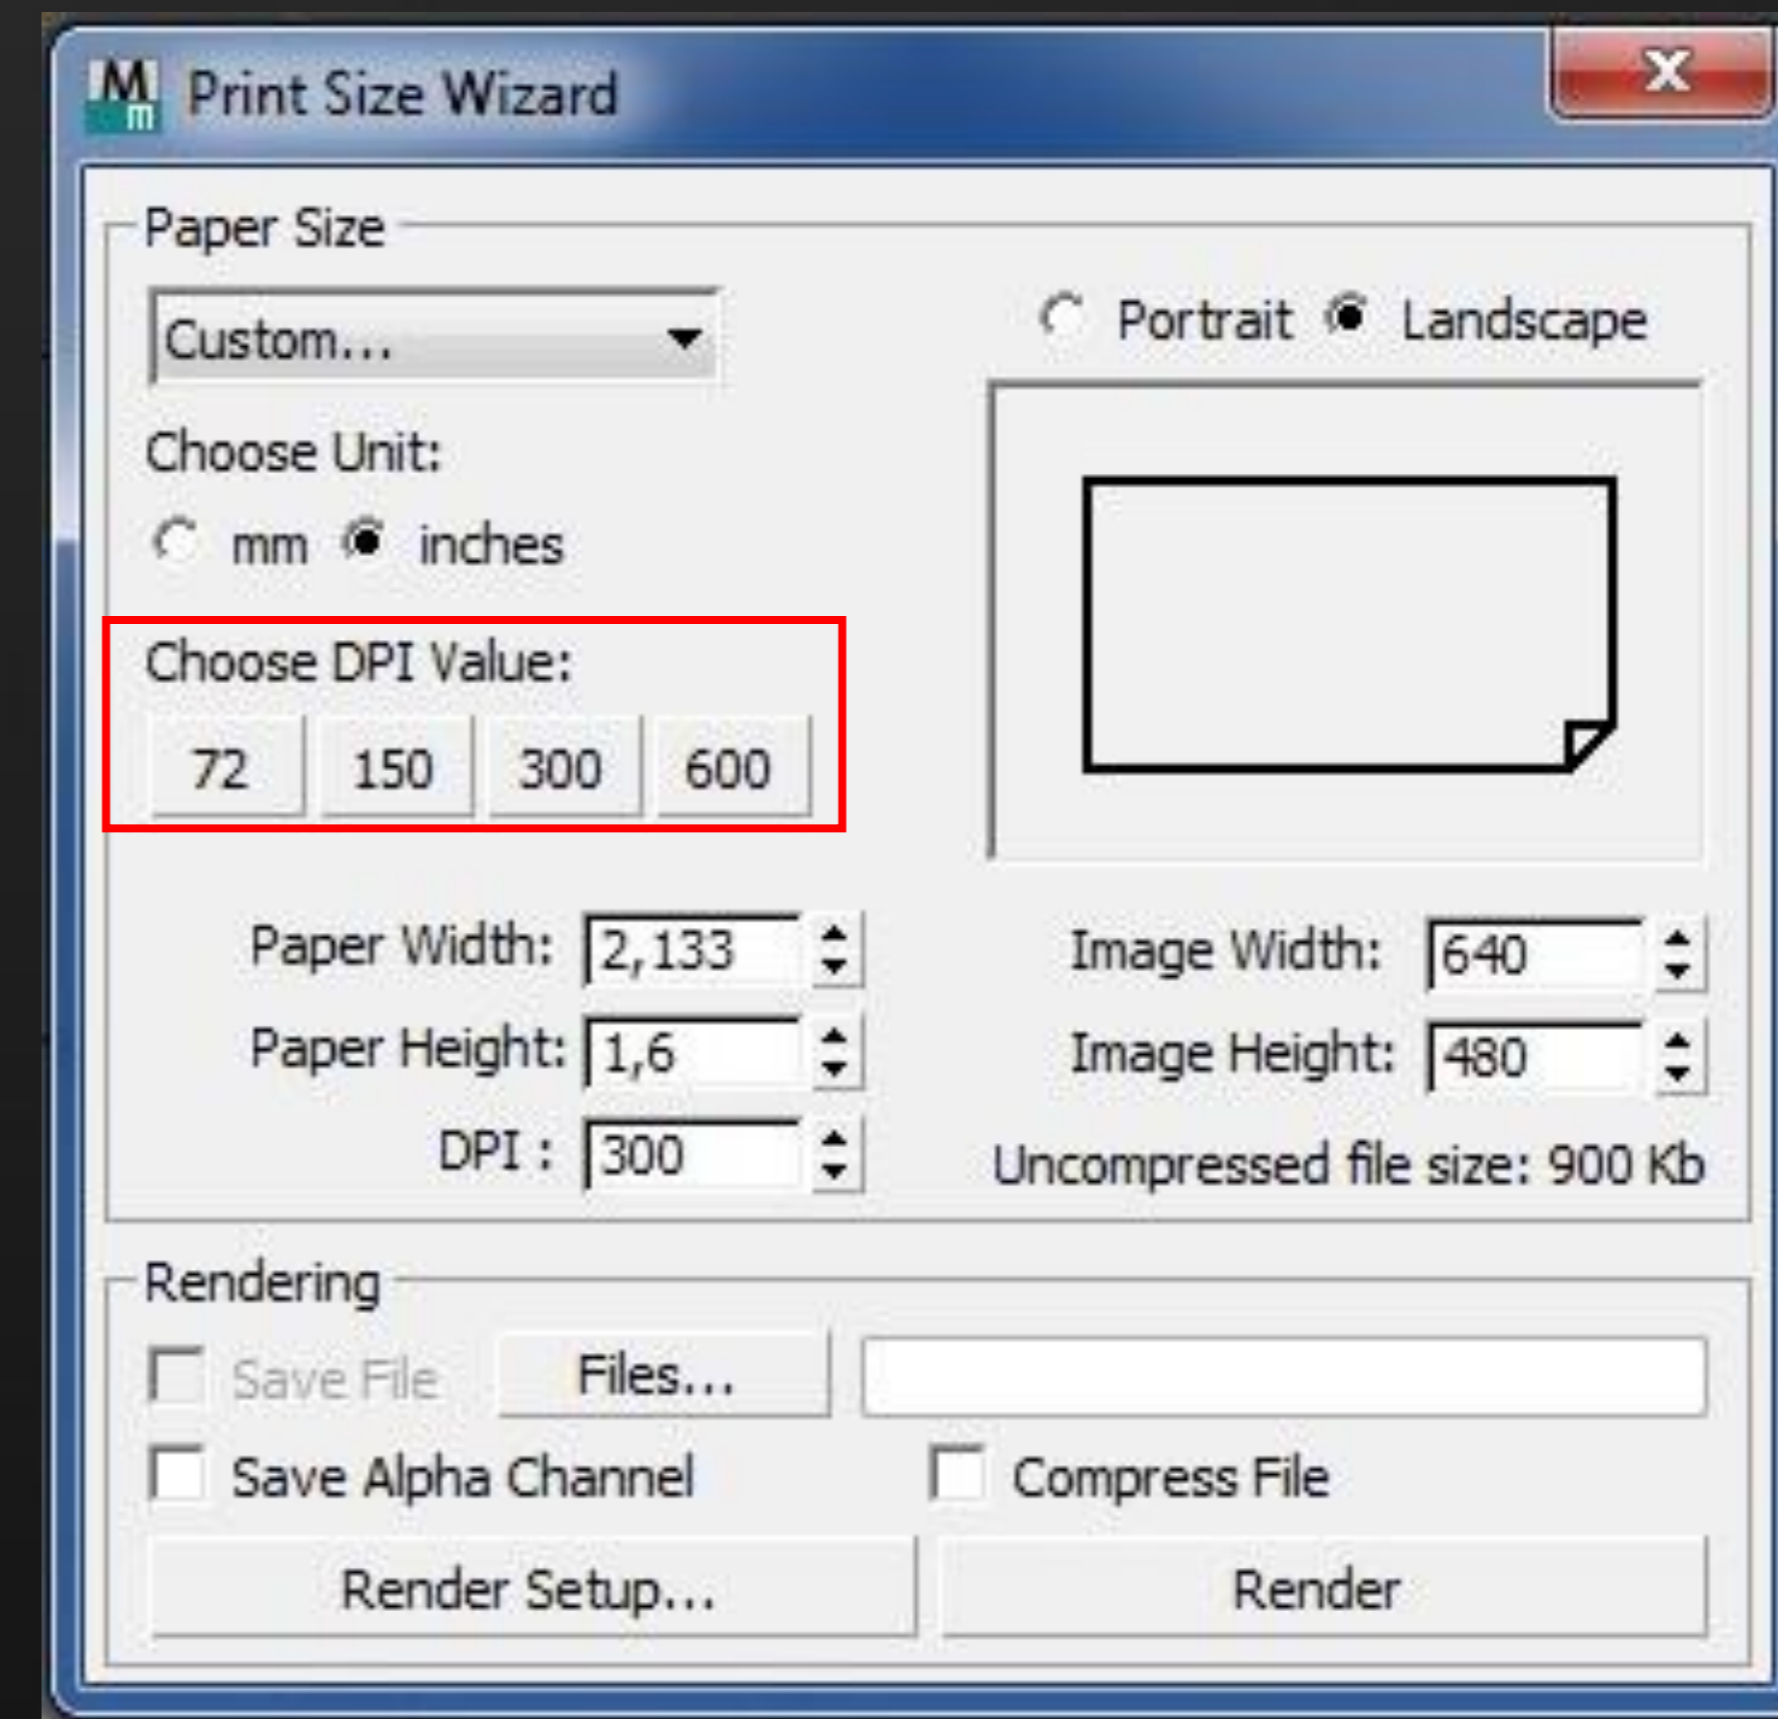 Mm Print Size Wizard X
Paper Size
Custom...
Portrait Landscape
Choose Unit:
mm inches
Choose DPI Value:
72 150 300 600
Paper Width: 2,133
Image Width: 640
Paper Height: 1,6
Image Height: 480
DPI : 300
Uncompressed file size: 900 Kb
Rendering
Save File Files...
Save Alpha Channel Compress File
Render Setup... Render